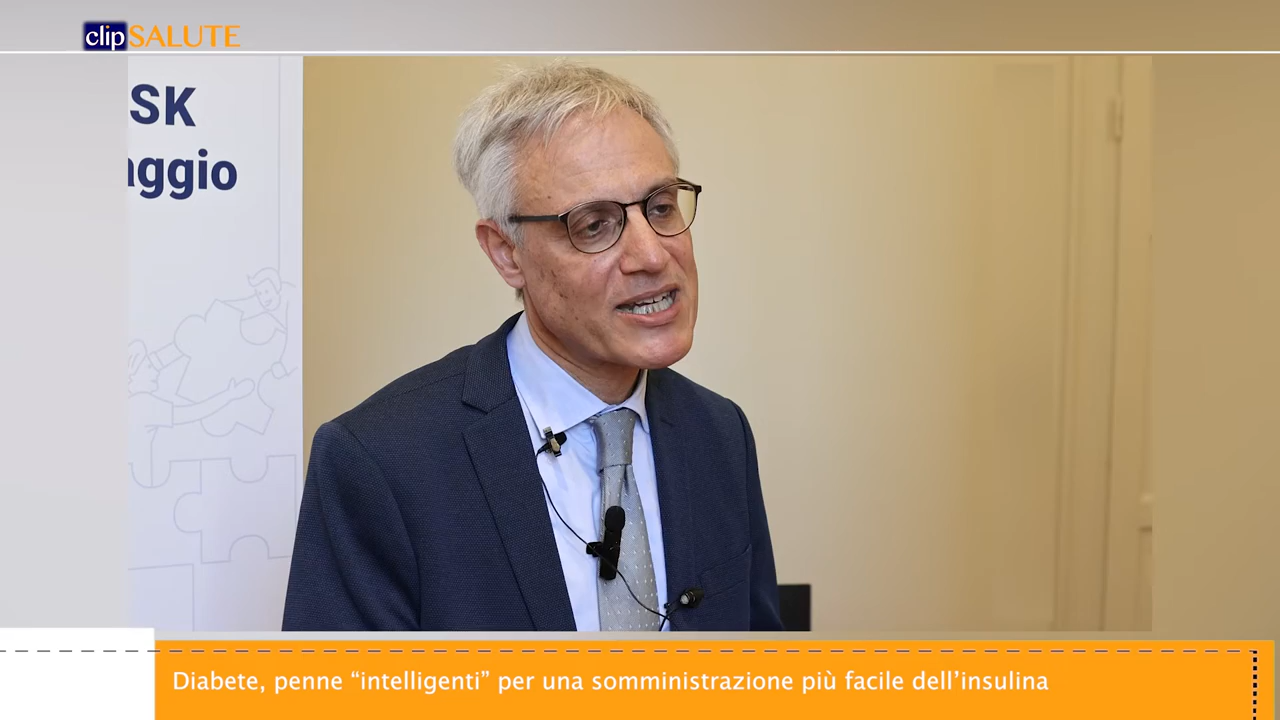 clipSALUTE
SK
aggio
Diabete, penne “intelligenti” per una somministrazione più facile dell’insulina